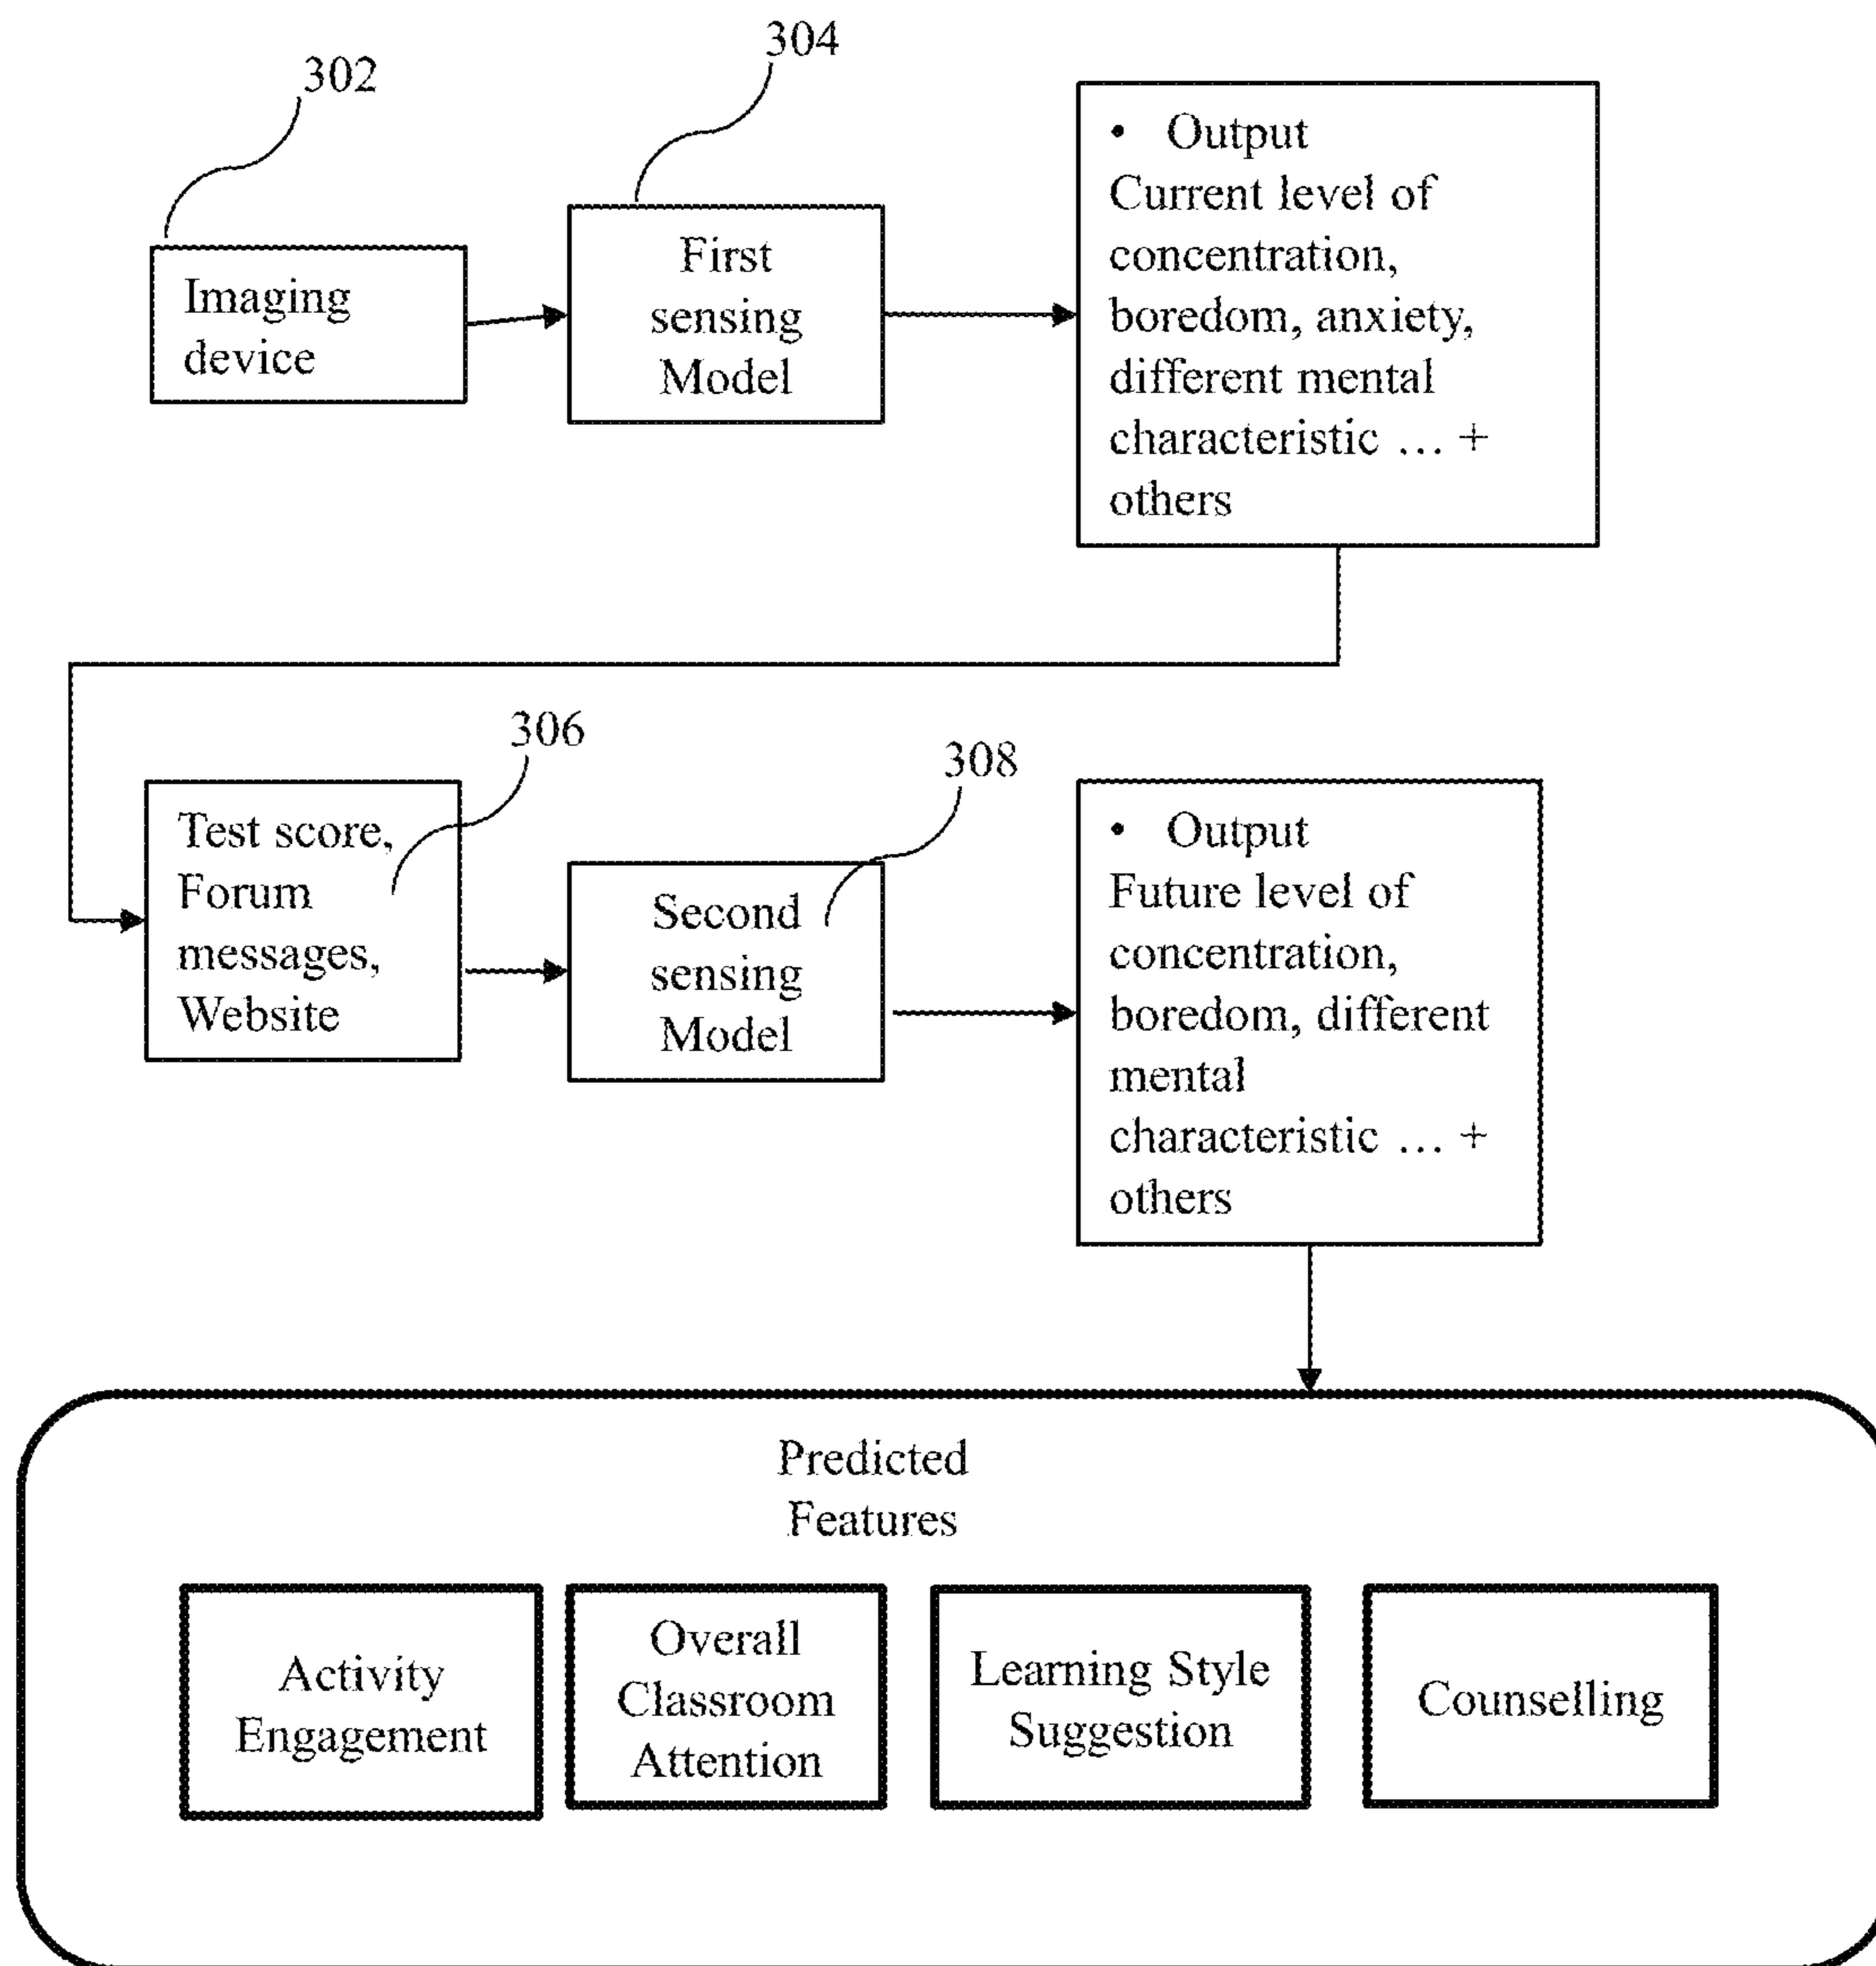 304
302
Imaging
device
First
sensing
Model
• Output
Current level of
concentration,
boredom, anxiety,
different mental
characteristic … +
others
306
308
Test score,
Forum
messages,
Website
Second
sensing
Model
• Output
Future level of
concentration,
boredom, different
mental
characteristic … +
others
Predicted
Features
Activity
Engagement
Overall
Classroom
Attention
Learning Style
Suggestion
Counselling